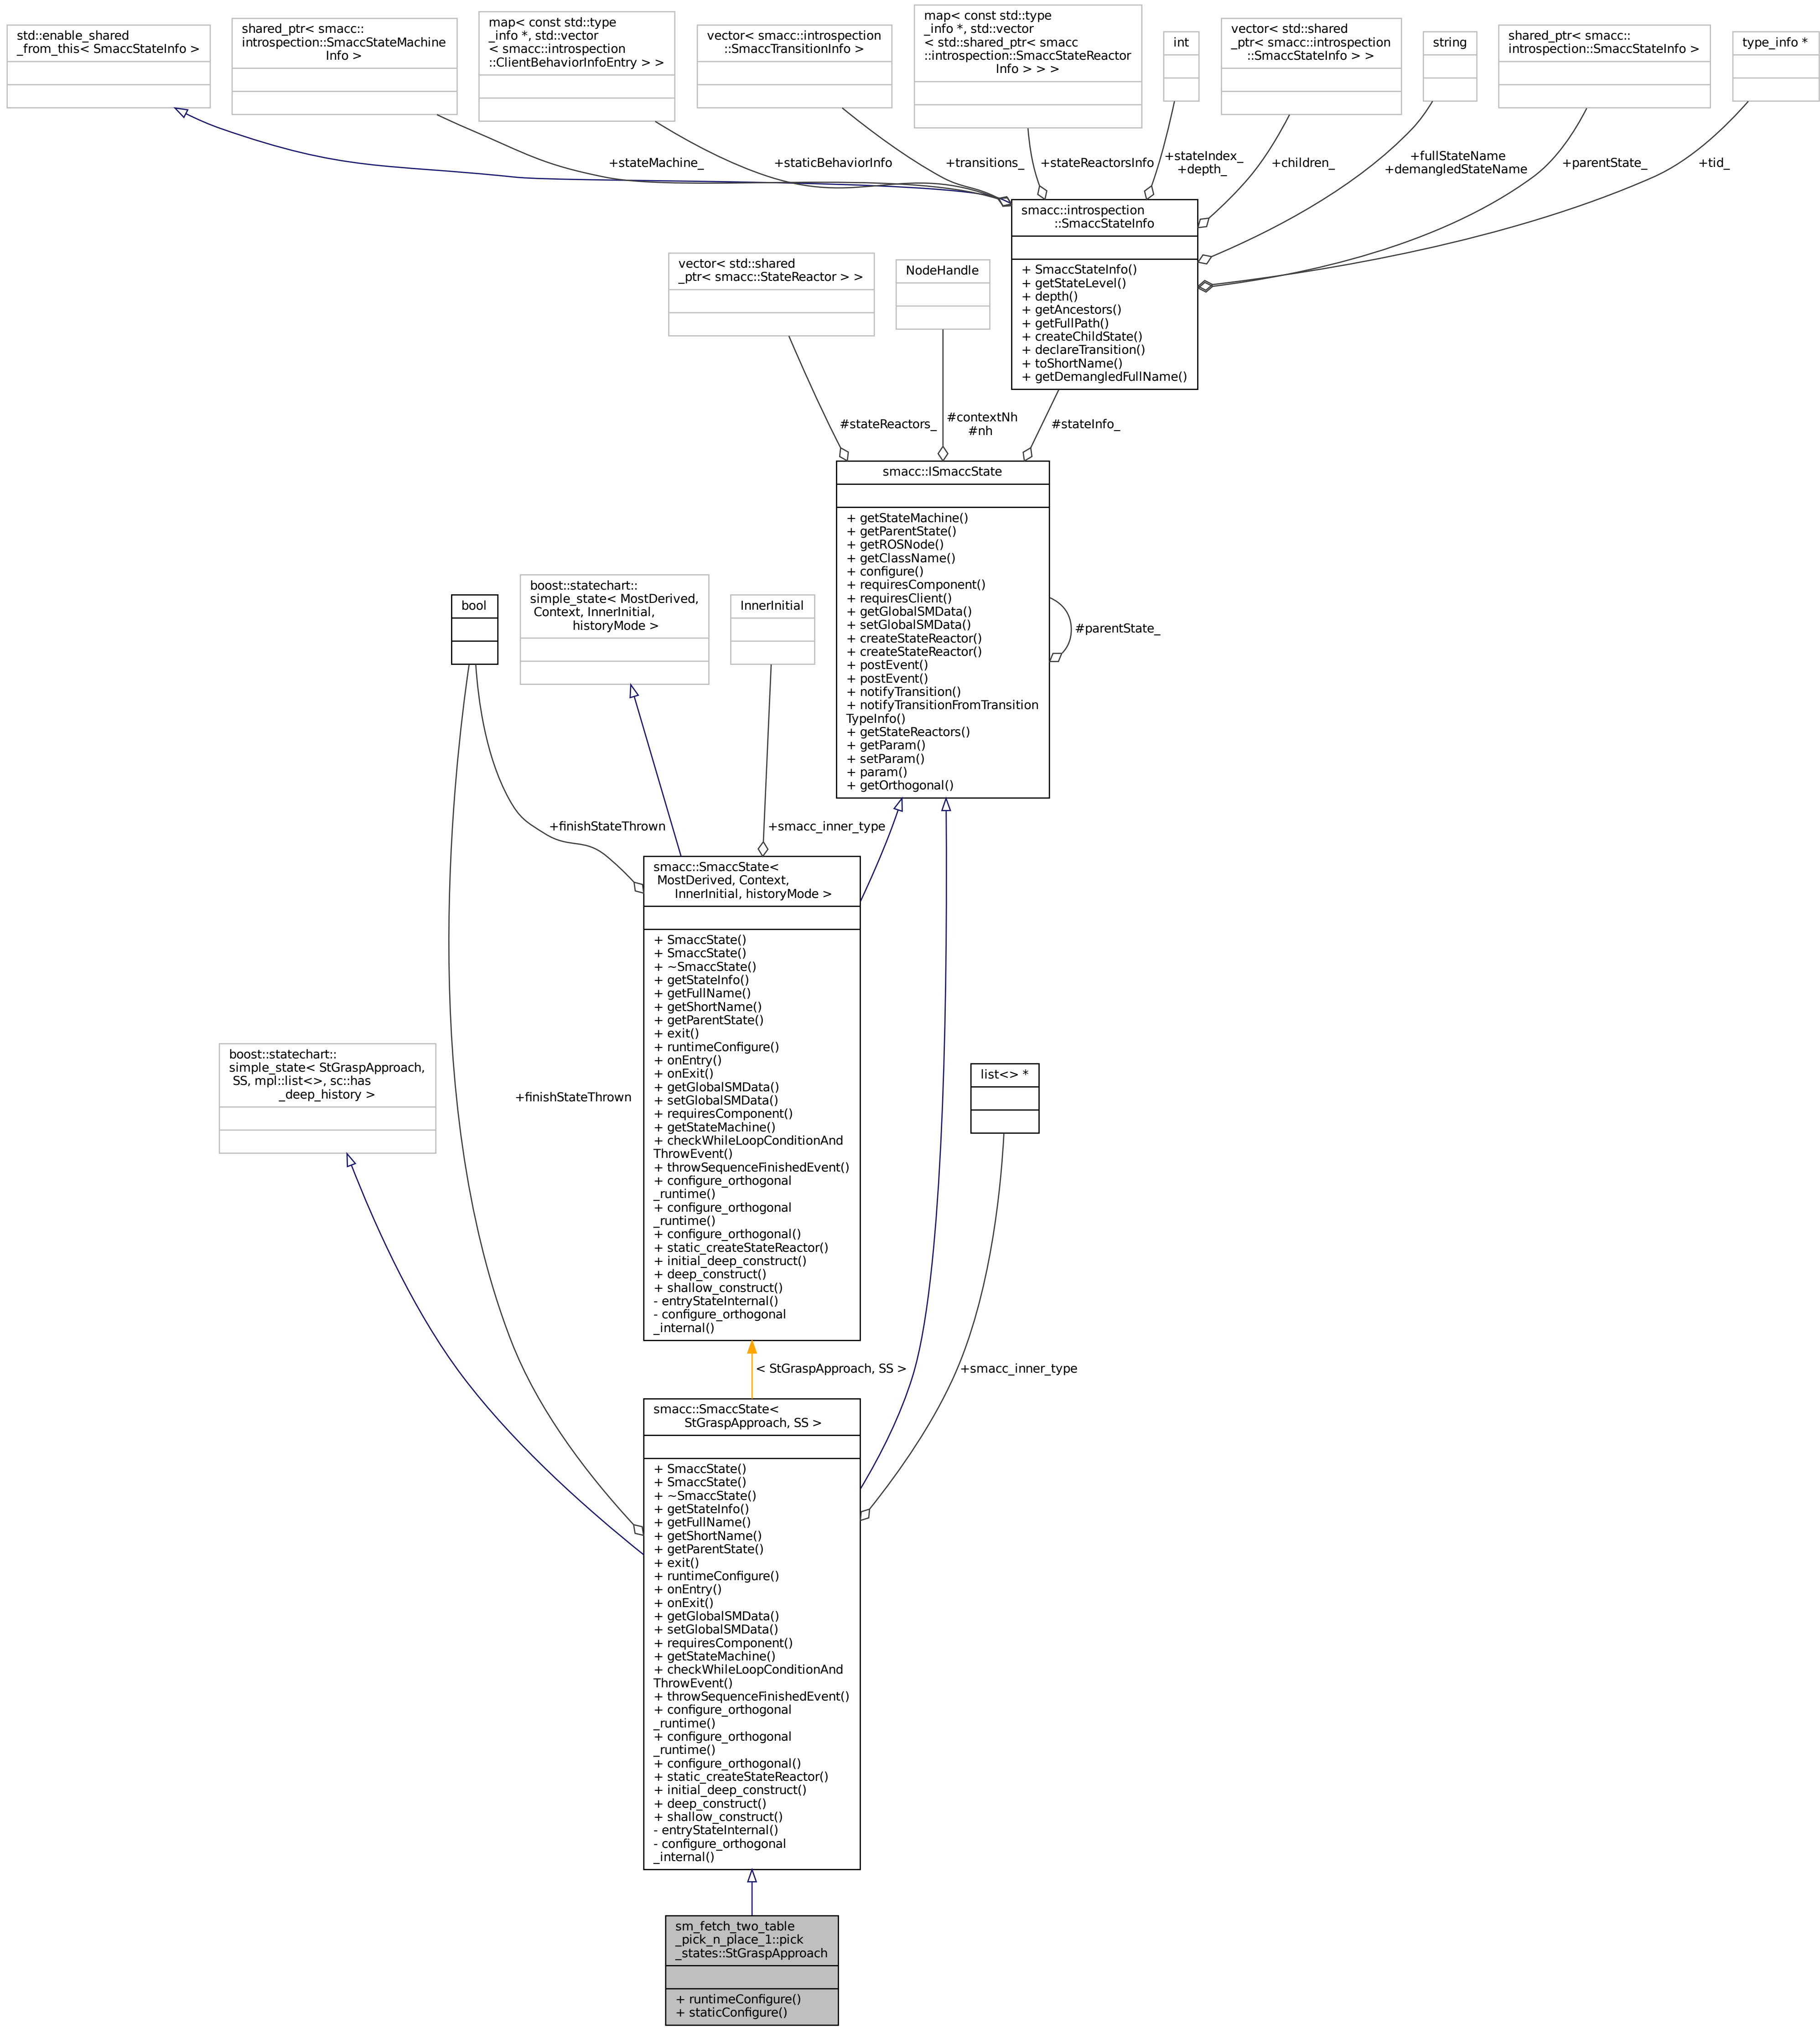 std::enable_shared
_from_this< SmaccStateInfo >
shared_ptr< smacc::
introspection::SmaccStateMachine
Info >
map< const std::type
_info *, std::vector
< smacc::introspection
::ClientBehaviorInfoEntry > >
vector< smacc::introspection
::SmaccTransitionInfo >
map< const std::type
_info *, std::vector
< std::shared_ptr< smacc
::introspection::SmaccStateReactor
Info > > >
int
vector< std::shared
_ptr< smacc::introspection
::SmaccStateInfo > >
string
shared_ptr< smacc::
introspection::SmaccStateInfo >
type_info *
+stateMachine_
+staticBehaviorInfo
+transitions_
+stateReactorsInfo
+stateIndex_
+depth_
+children_
+fullStateName
+demangledStateName
+parentState_
+tid_
smacc::introspection
::SmaccStateInfo
+ SmaccStateInfo()
+ getStateLevel()
+ depth()
+ getAncestors()
+ getFullPath()
+ createChildState()
+ declareTransition()
+ toShortName()
+ getDemangledFullName()
vector< std::shared
_ptr< smacc::StateReactor > >
NodeHandle
#stateReactors_
#contextNh
#nh
#stateInfo_
smacc::ISmaccState
+ getStateMachine()
+ getParentState()
+ getROSNode()
+ getClassName()
+ configure()
+ requiresComponent()
+ requiresClient()
+ getGlobalSMData()
+ setGlobalSMData()
+ createStateReactor()
+ createStateReactor()
+ postEvent()
+ postEvent()
+ notifyTransition()
+ notifyTransitionFromTransition
TypeInfo()
+ getStateReactors()
+ getParam()
+ setParam()
+ param()
+ getOrthogonal()
#parentState_
bool
boost::statechart::
simple_state< MostDerived,
Context, InnerInitial,
historyMode >
InnerInitial
+finishStateThrown
+smacc_inner_type
smacc::SmaccState<
MostDerived, Context,
InnerInitial, historyMode >
+ SmaccState()
+ SmaccState()
+ ~SmaccState()
+ getStateInfo()
+ getFullName()
+ getShortName()
+ getParentState()
+ exit()
+ runtimeConfigure()
+ onEntry()
+ onExit()
+ getGlobalSMData()
+ setGlobalSMData()
+ requiresComponent()
+ getStateMachine()
+ checkWhileLoopConditionAnd
ThrowEvent()
+ throwSequenceFinishedEvent()
+ configure_orthogonal
_runtime()
+ configure_orthogonal
_runtime()
+ configure_orthogonal()
+ static_createStateReactor()
+ initial_deep_construct()
+ deep_construct()
+ shallow_construct()
- entryStateInternal()
- configure_orthogonal
_internal()
boost::statechart::
simple_state< StGraspApproach,
SS, mpl::list<>, sc::has
_deep_history >
+finishStateThrown
list<> *
< StGraspApproach, SS >
+smacc_inner_type
smacc::SmaccState<
StGraspApproach, SS >
+ SmaccState()
+ SmaccState()
+ ~SmaccState()
+ getStateInfo()
+ getFullName()
+ getShortName()
+ getParentState()
+ exit()
+ runtimeConfigure()
+ onEntry()
+ onExit()
+ getGlobalSMData()
+ setGlobalSMData()
+ requiresComponent()
+ getStateMachine()
+ checkWhileLoopConditionAnd
ThrowEvent()
+ throwSequenceFinishedEvent()
+ configure_orthogonal
_runtime()
+ configure_orthogonal
_runtime()
+ configure_orthogonal()
+ static_createStateReactor()
+ initial_deep_construct()
+ deep_construct()
+ shallow_construct()
- entryStateInternal()
- configure_orthogonal
_internal()
sm_fetch_two_table
_pick_n_place_1::pick
_states::StGraspApproach
+ runtimeConfigure()
+ staticConfigure()